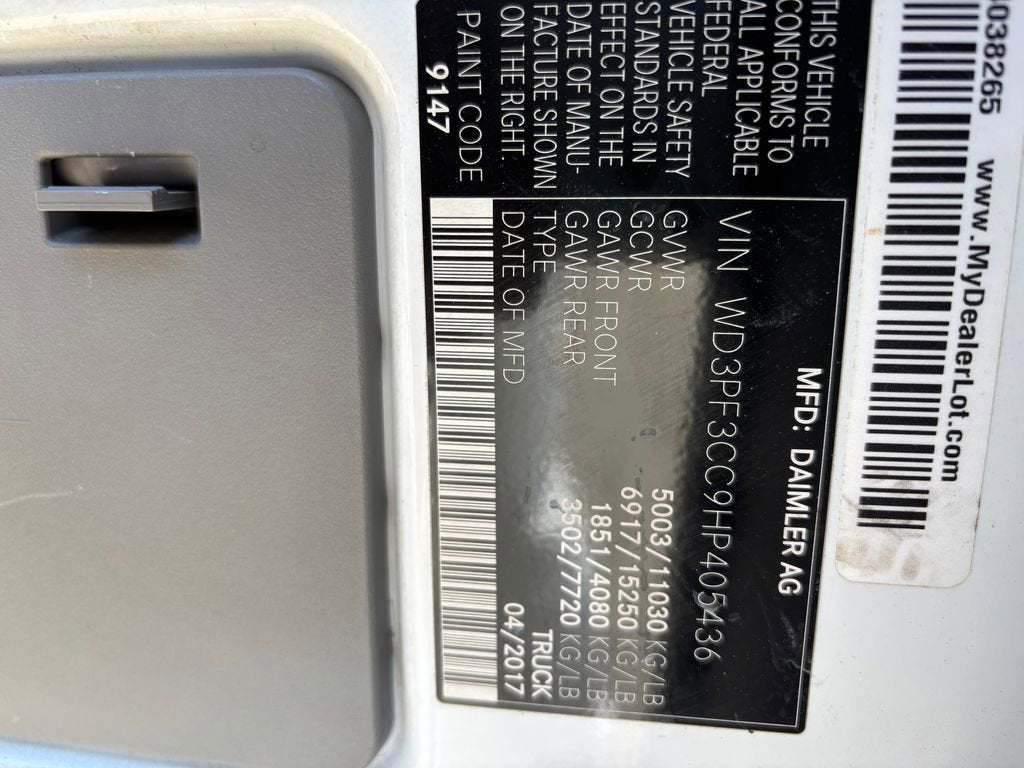 038265 www.MyDealerLot.com
MFD: DAIMLER AG
THIS VEHICLE
CONFORMS TO
ALL APPLICABLE
FEDERAL
VEHICLE SAFETY
STANDARDS IN
EFFECT ON THE
DATE OF MANU-
FACTURE SHOWN
ON THE RIGHT.
PAINT CODE
9147
VIN WD3PF3CC9HP405436
GVWR 5003/11030 KG/LB
GCWR 6917/15250 KG/LB
GAWR FRONT 1851/4080 KG/LB
GAWR REAR 3502/7720 KG/LB
TYPE TRUCK
DATE OF MFD 04/2017